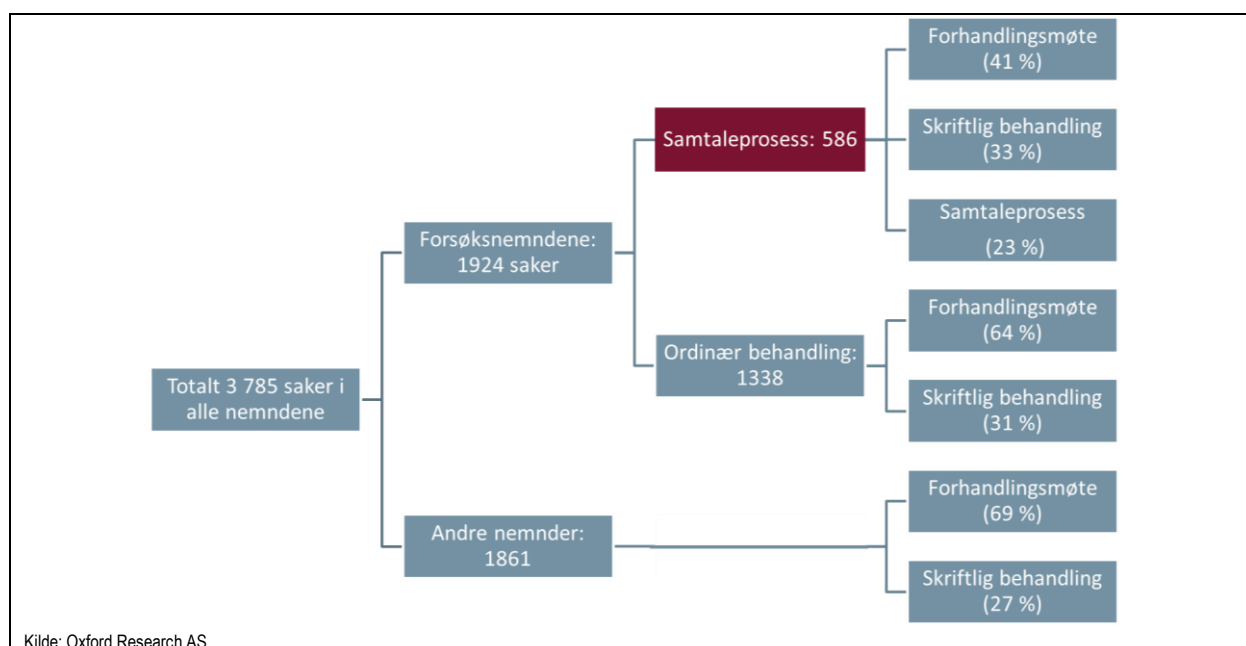 Totalt 3 785 saker i
alle nemndene
Forsøksnemndene:
1924 saker
Samtaleprosess: 586
Forhandlingsmøte
(41 %)
Skriftlig behandling
(33 %)
Samtaleprosess
(23 %)
Ordinær behandling:
1338
Forhandlingsmøte
(64 %)
Skriftlig behandling
(31 %)
Andre nemnder:
1861
Forhandlingsmøte
(69 %)
Skriftlig behandling
(27 %)
Kilde: Oxford Research AS